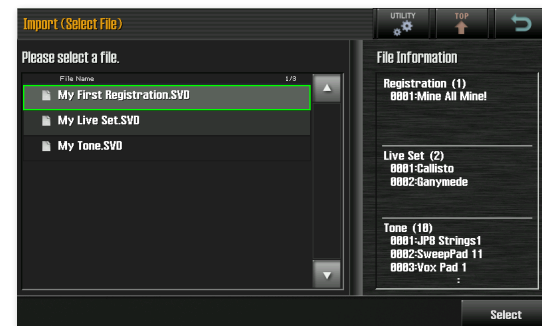 Import (Select File)
UTILITY
TOP
Please select a file.
File Name 1/3
My First Registration.SVD
My Live Set.SVD
My Tone.SVD
File Information
Registration (1)
0001:Mine All Mine!
Live Set (2)
0001:Callisto
0002:Ganymede
Tone (10)
0001:JP8 Strings1
0002:SweepPad 11
0003:Vox Pad 1
:
Select